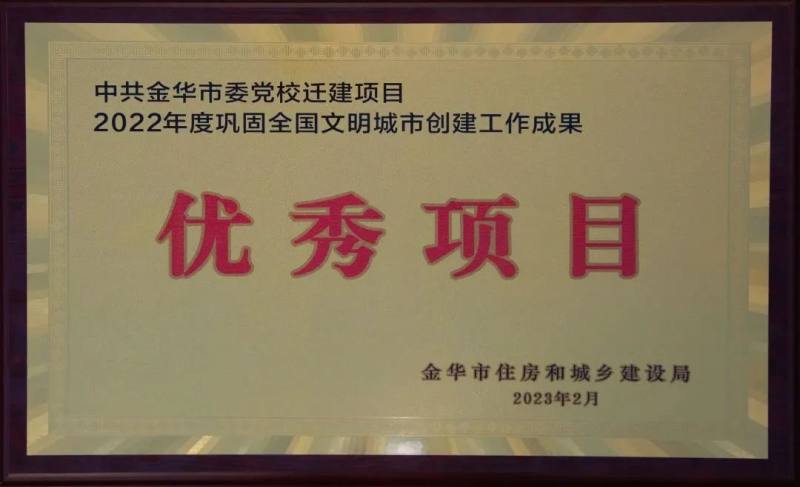 中共金华市委党校迁建项目
2022年度巩固全国文明城市创建工作成果
优秀项目
金华市住房和城乡建设局
2023年2月